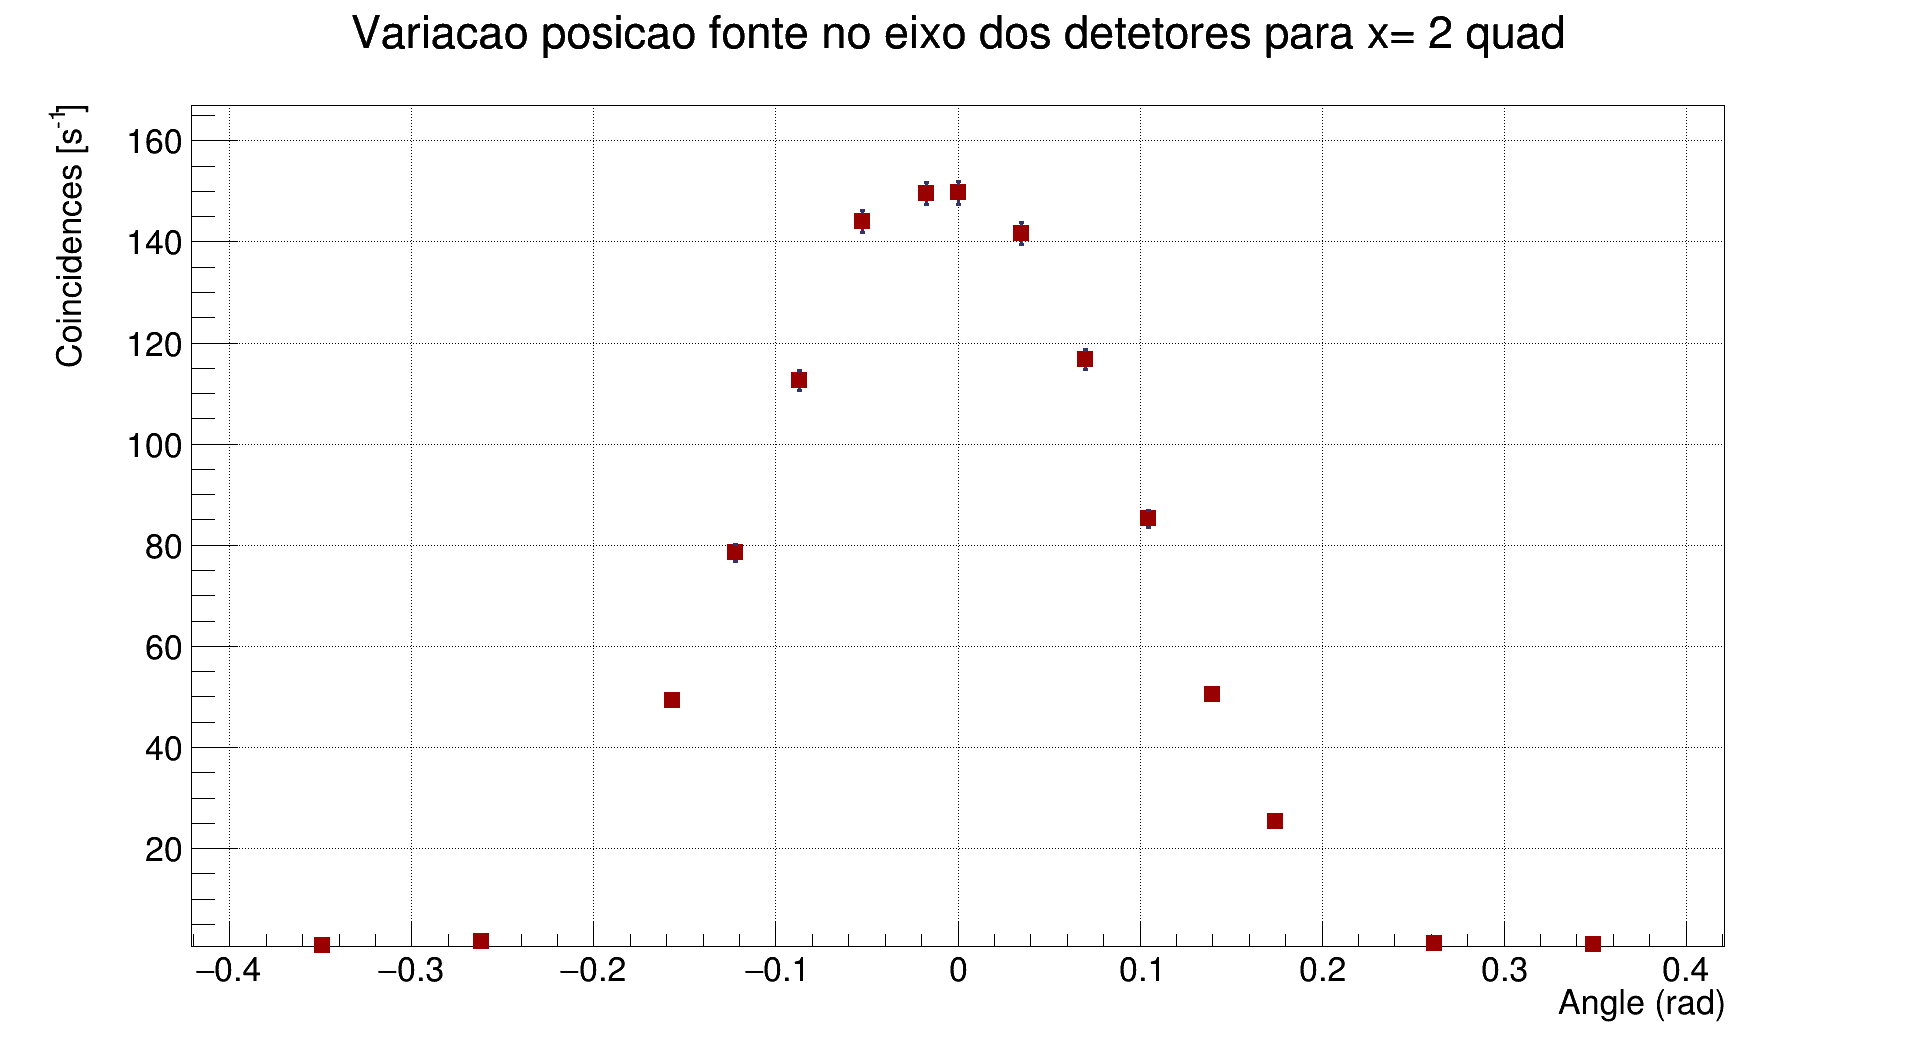 Variacao posicao fonte no eixo dos detetores para x= 2 quad
Coincidences [s⁻¹]
160
140
120
100
80
60
40
20
−0.4 −0.3 −0.2 −0.1 0 0.1 0.2 0.3 0.4
Angle (rad)